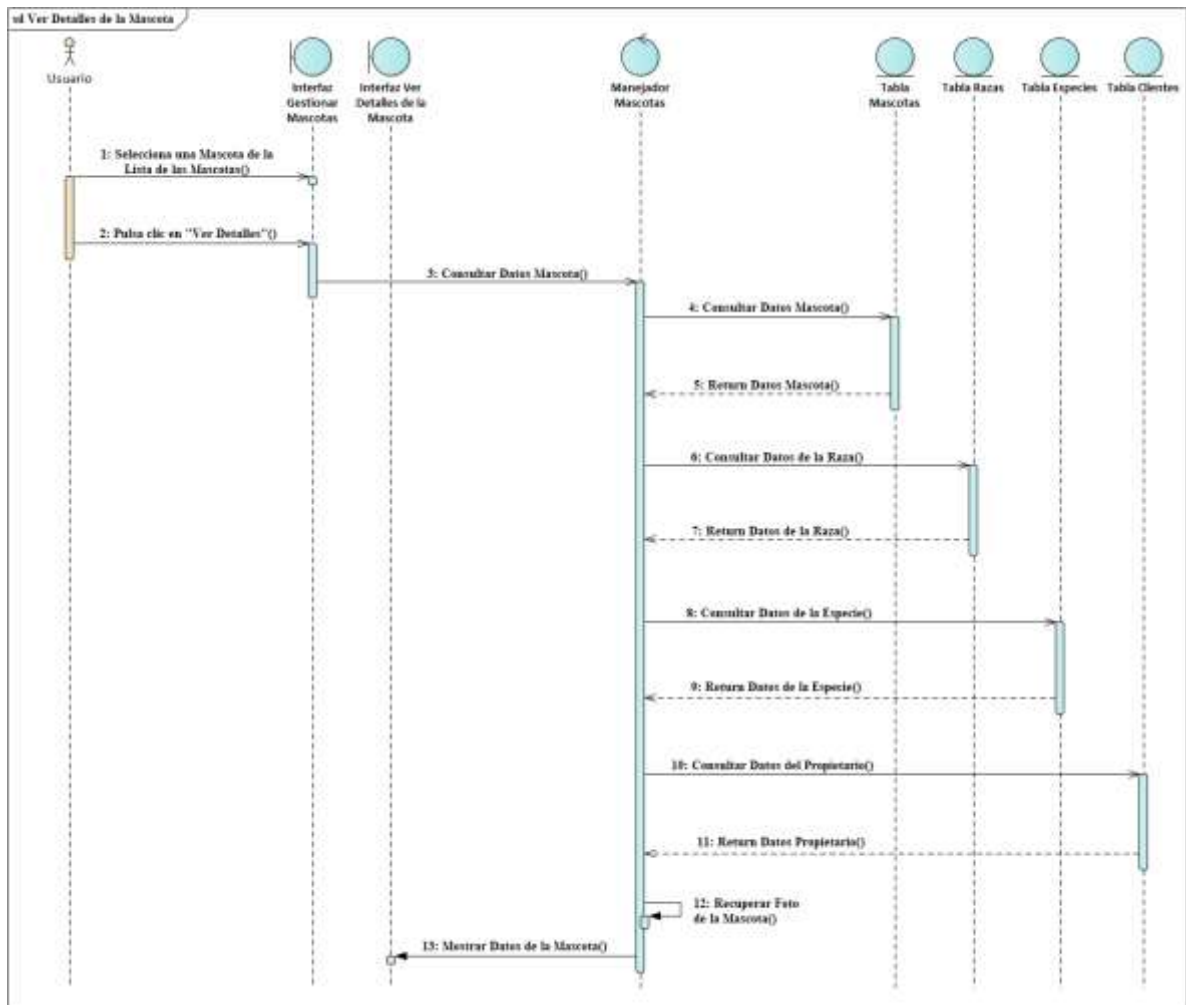 sd Ver Detalles de la Mascota
Usuario
Interfaz
Gestionar
Mascotas
Interfaz Ver
Detalles de la
Mascota
Manejador
Mascotas
Tabla
Mascotas
Tabla Razas
Tabla Especies
Tabla Clientes
1: Selecciona una Mascota de la
Lista de las Mascotas()
2: Pulsa clic en "Ver Detalles"()
3: Consultar Datos Mascota()
4: Consultar Datos Mascota()
5: Return Datos Mascota()
6: Consultar Datos de la Raza()
7: Return Datos de la Raza()
8: Consultar Datos de la Especie()
9: Return Datos de la Especie()
10: Consultar Datos del Propietario()
11: Return Datos Propietario()
12: Recuperar Foto
de la Mascota()
13: Mostrar Datos de la Mascota()